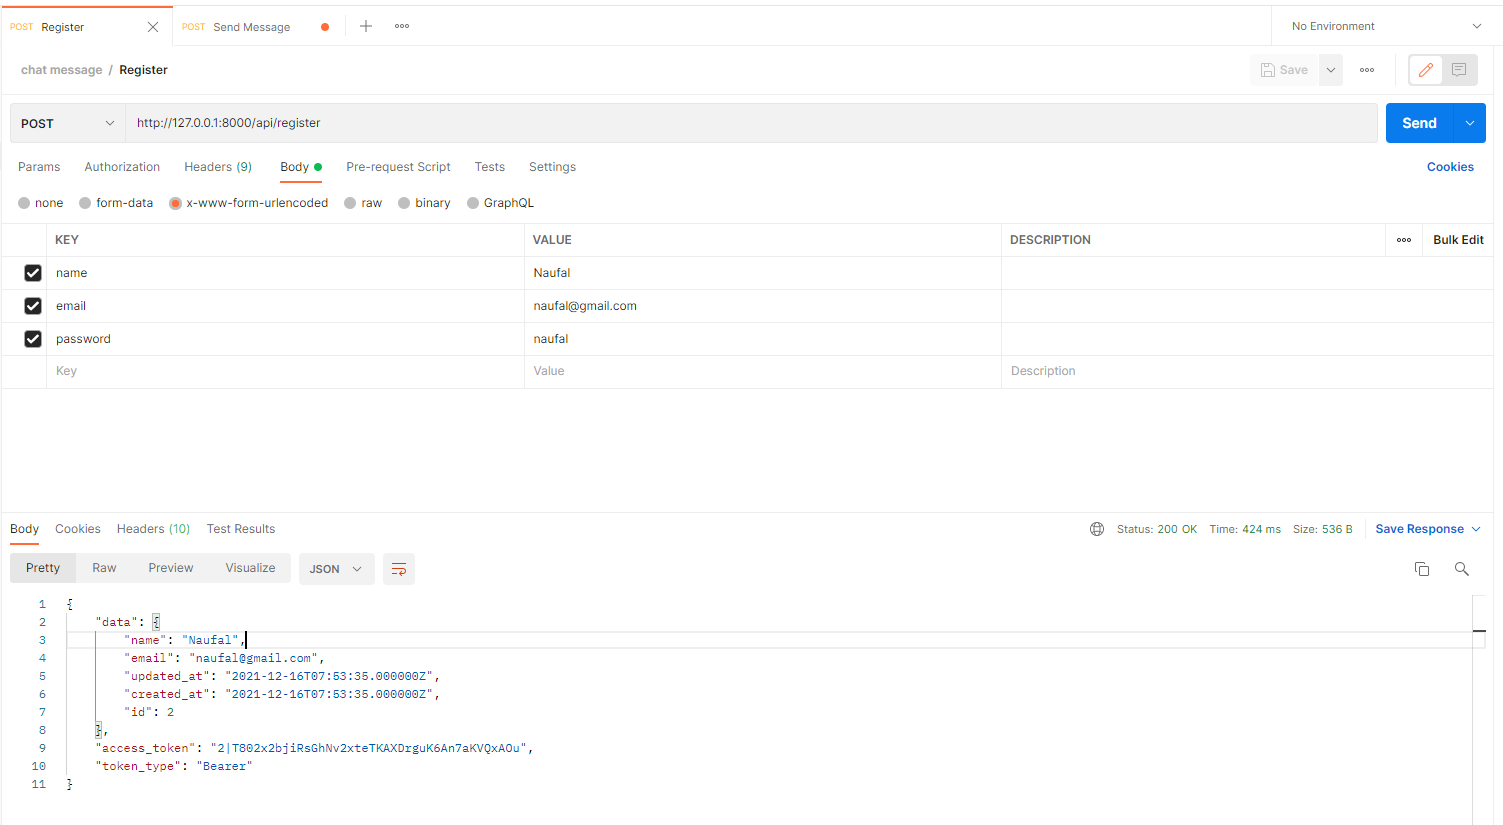 POST Register
POST Send Message
No Environment
chat message / Register
Save
POST
http://127.0.0.1:8000/api/register
Send
Params Authorization Headers (9) Body Pre-request Script Tests Settings Cookies
none form-data x-www-form-urlencoded raw binary GraphQL
KEY VALUE DESCRIPTION Bulk Edit
name Naufal
email naufal@gmail.com
password naufal
Key Value Description
Body Cookies Headers (10) Test Results Status: 200 OK Time: 424 ms Size: 536 B Save Response
Pretty Raw Preview Visualize JSON
1 {
2 "data": {
3 "name": "Naufal",
4 "email": "naufal@gmail.com",
5 "updated_at": "2021-12-16T07:53:35.000000Z",
6 "created_at": "2021-12-16T07:53:35.000000Z",
7 "id": 2
8 },
9 "access_token": "2|T802x2bjiRsGhNv2xteTKAXDrguK6An7aKVQxAOu",
10 "token_type": "Bearer"
11 }